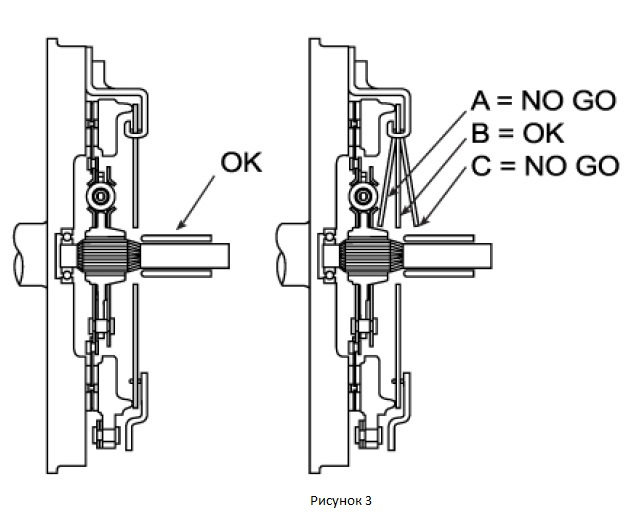 OK
A = NO GO
B = OK
C = NO GO
Рисунок 3